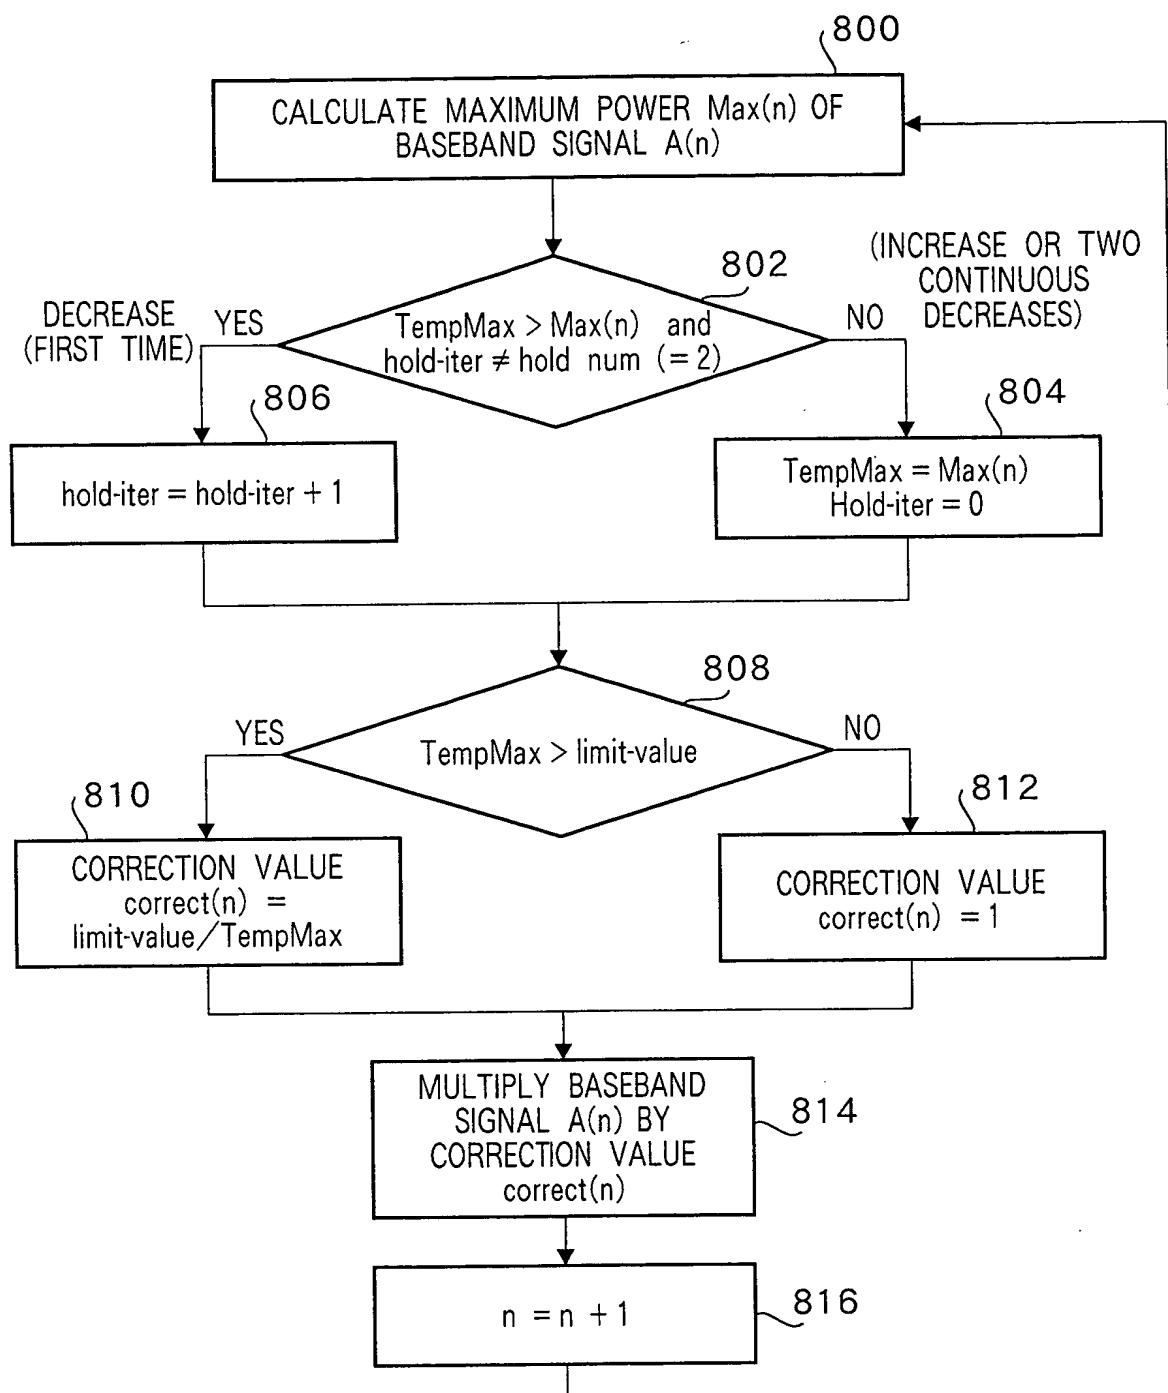 800
CALCULATE MAXIMUM POWER Max(n) OF
BASEBAND SIGNAL A(n)
802
(INCREASE OR TWO
CONTINUOUS
DECREASES)
DECREASE
(FIRST TIME)
YES
TempMax > Max(n) and
hold-iter ≠ hold num (= 2)
NO
806
804
hold-iter = hold-iter + 1
TempMax = Max(n)
Hold-iter = 0
808
YES
TempMax > limit-value
NO
810
812
CORRECTION VALUE
correct(n) =
limit-value/TempMax
CORRECTION VALUE
correct(n) = 1
MULTIPLY BASEBAND
SIGNAL A(n) BY
CORRECTION VALUE
correct(n)
814
n = n + 1
816